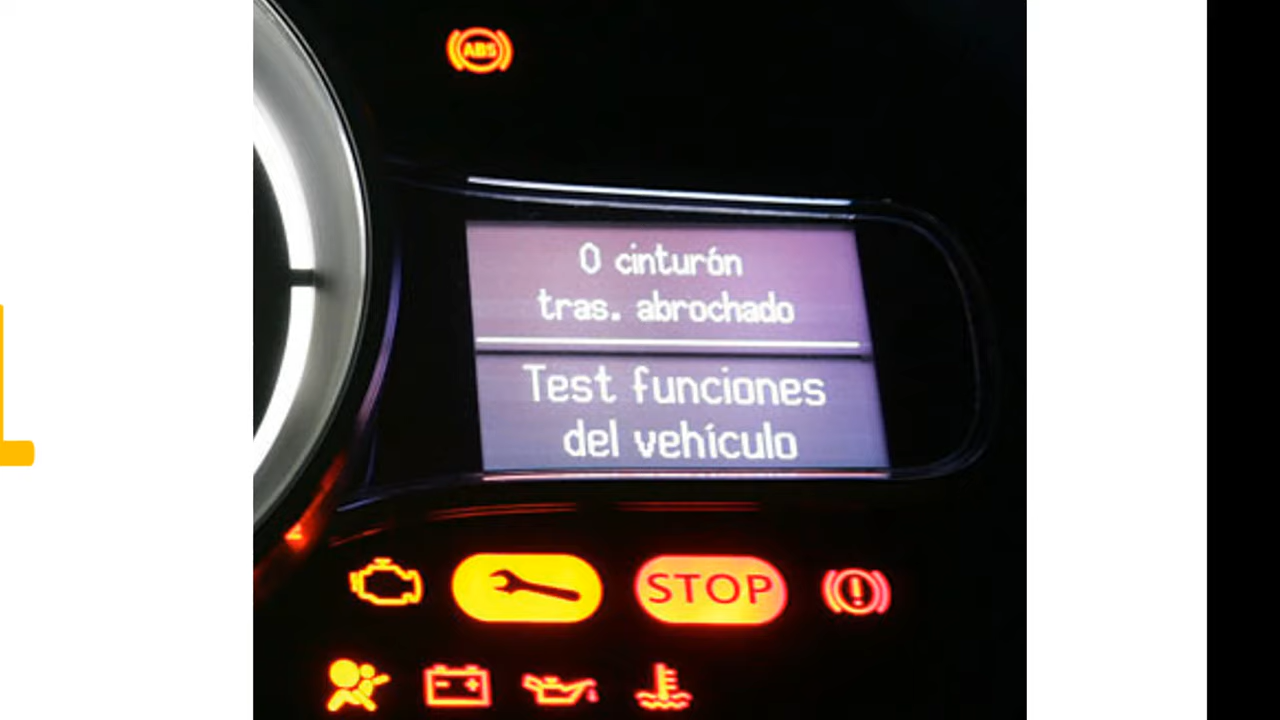 ABS
0 cinturón
tras. abrochado
Test funciones
del vehículo
STOP